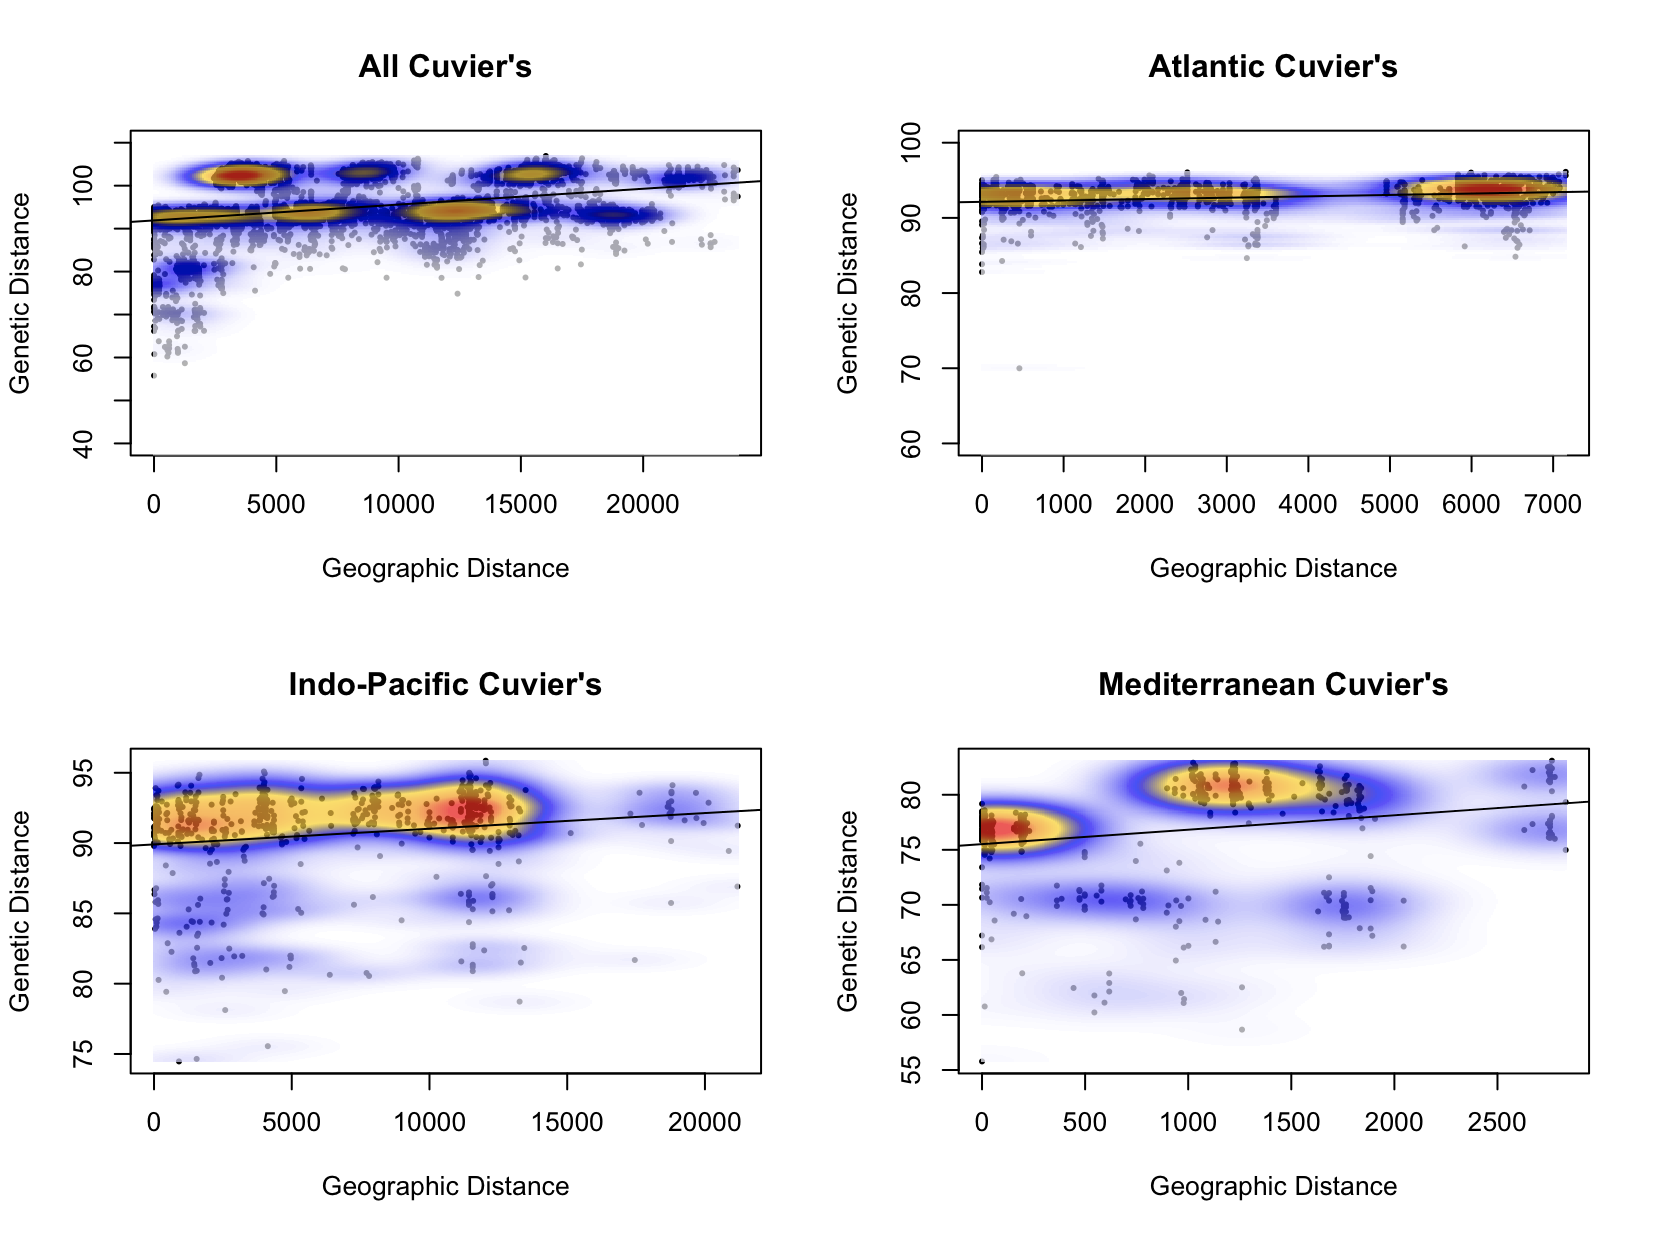 All Cuvier's
Genetic Distance
100
80
60
40
0 5000 10000 15000 20000
Geographic Distance
Atlantic Cuvier's
Genetic Distance
100
90
80
70
60
0 1000 2000 3000 4000 5000 6000 7000
Geographic Distance
Indo-Pacific Cuvier's
Genetic Distance
95
90
85
80
75
0 5000 10000 15000 20000
Geographic Distance
Mediterranean Cuvier's
Genetic Distance
80
75
70
65
60
55
0 500 1000 1500 2000 2500
Geographic Distance